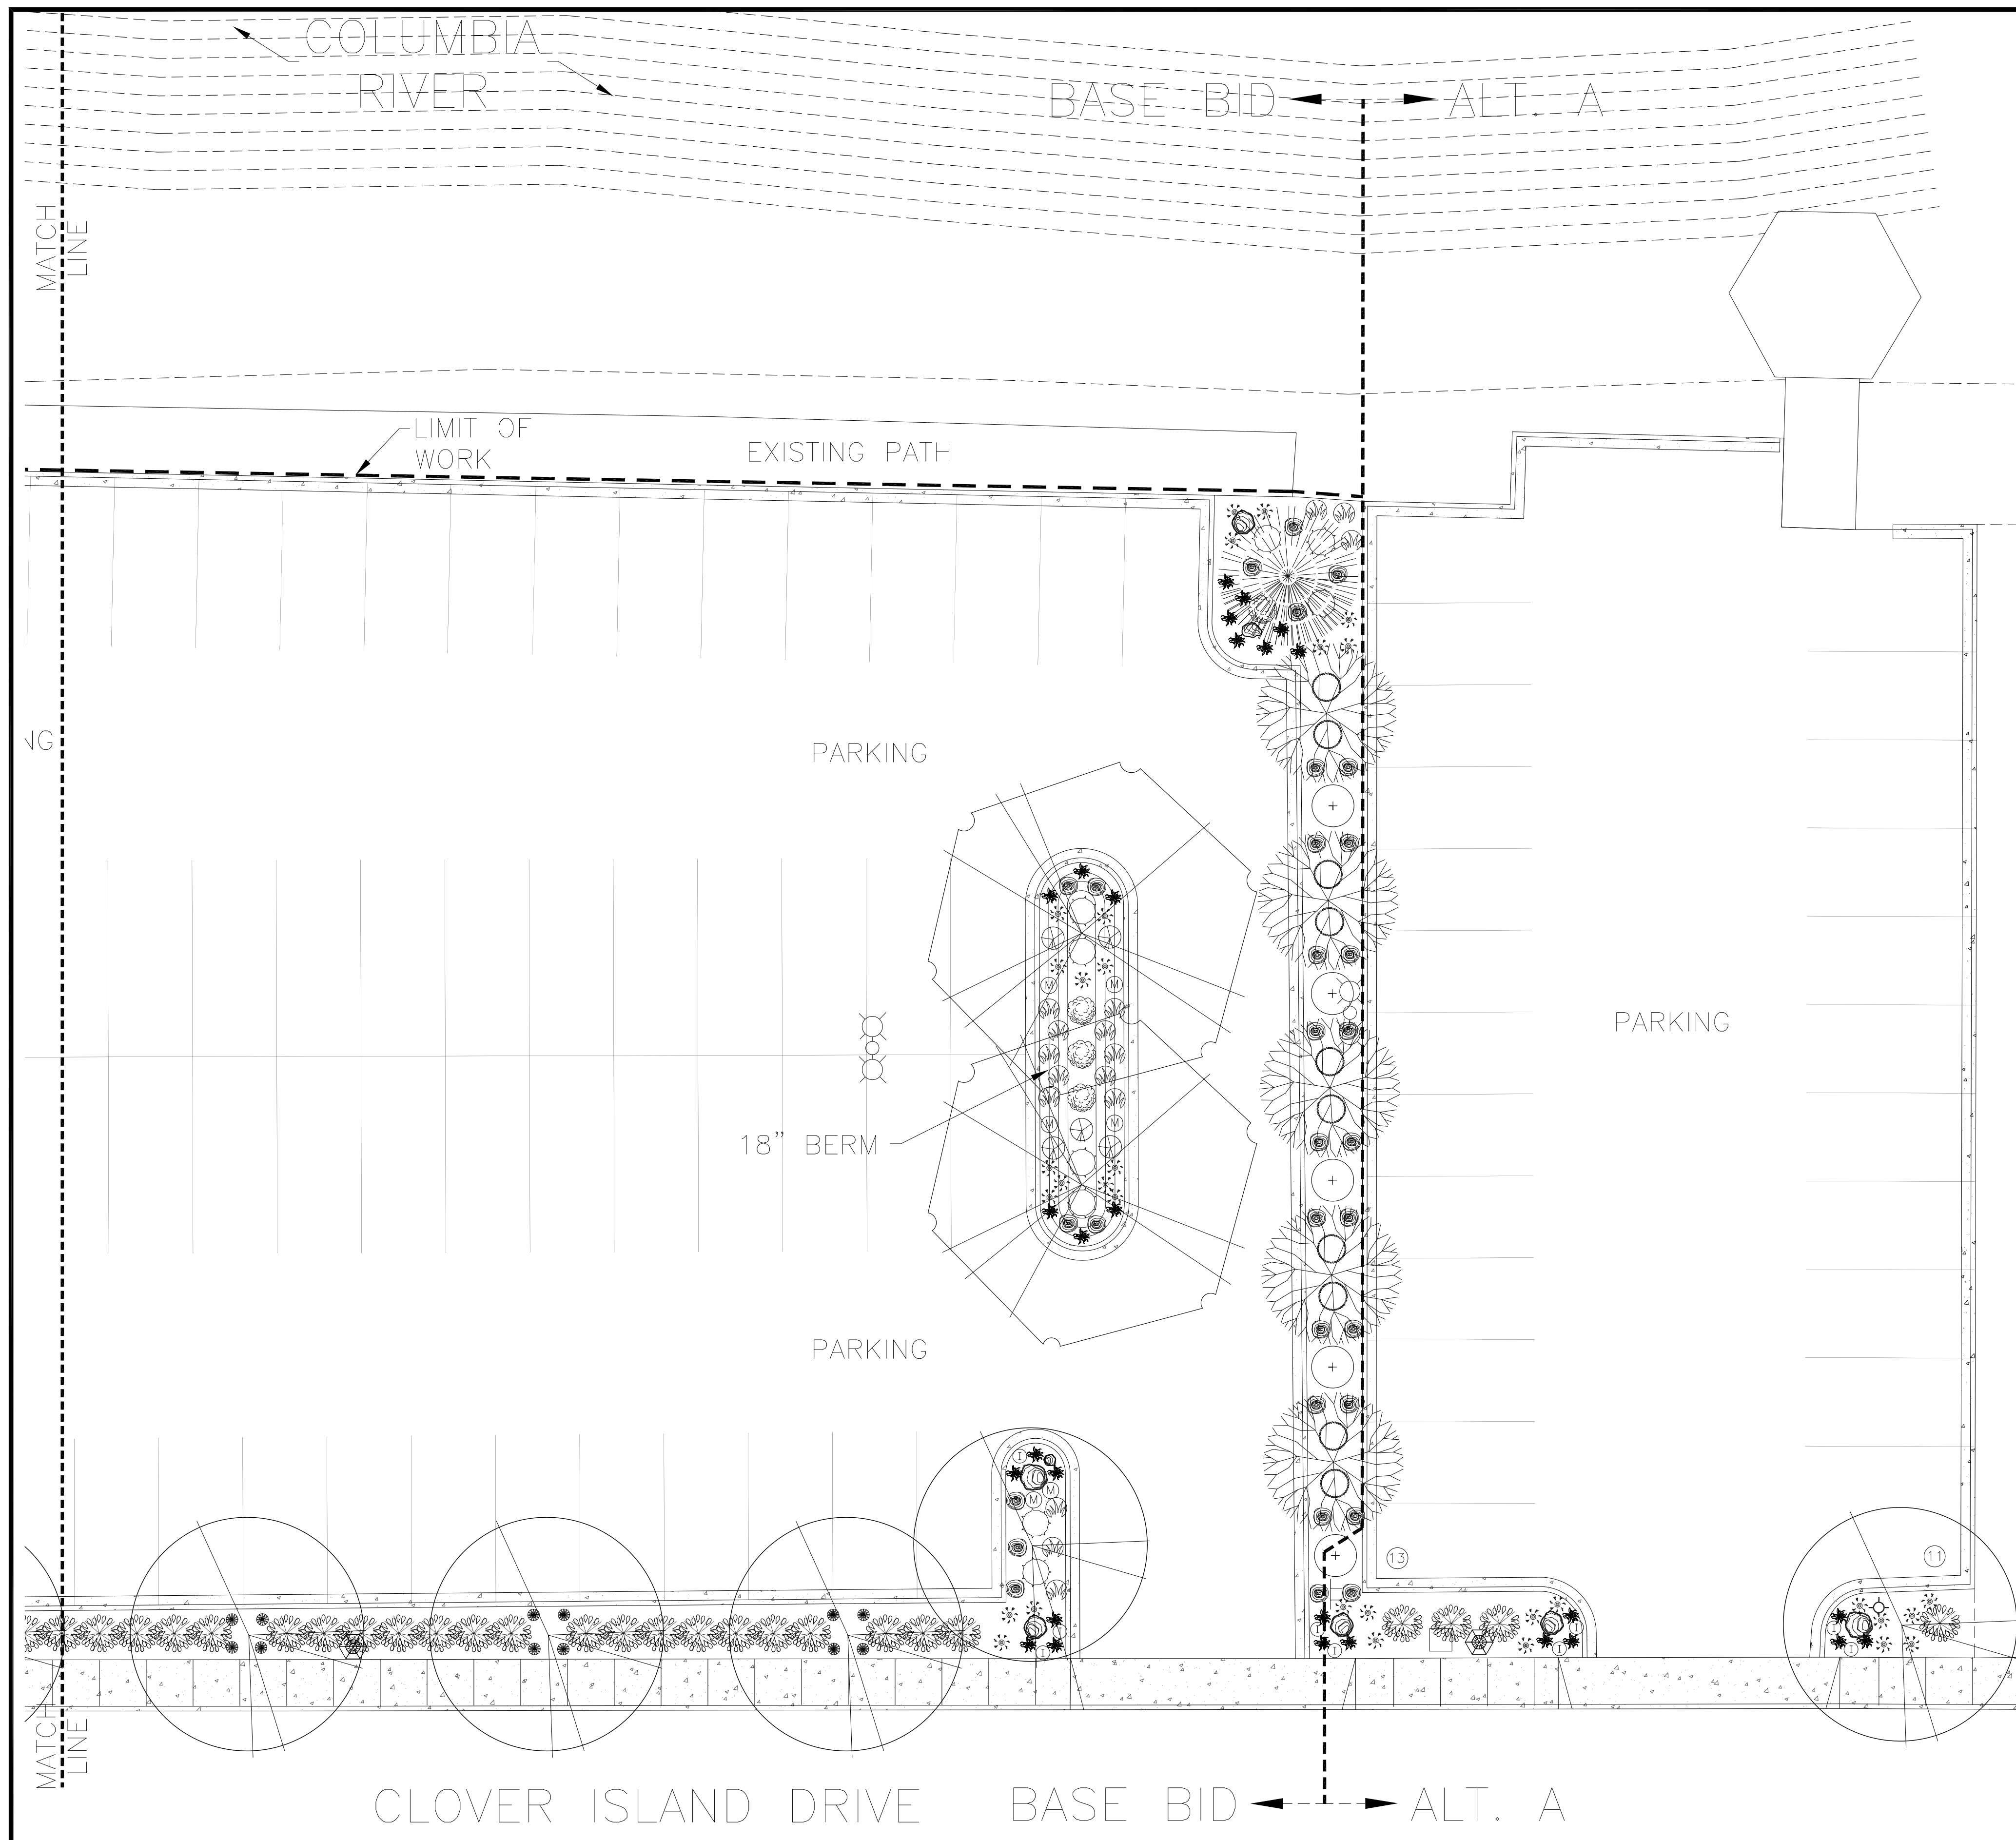 COLUMBIA
RIVER
BASE BID
ALT. A
MATCH
LINE
LIMIT OF
WORK
EXISTING PATH
NG
PARKING
M M
PARKING
18" BERM
M M
PARKING
I
M
M
13
11
I
I
I
I
I
I
I
MATCH
LINE
CLOVER ISLAND DRIVE
BASE BID
ALT. A